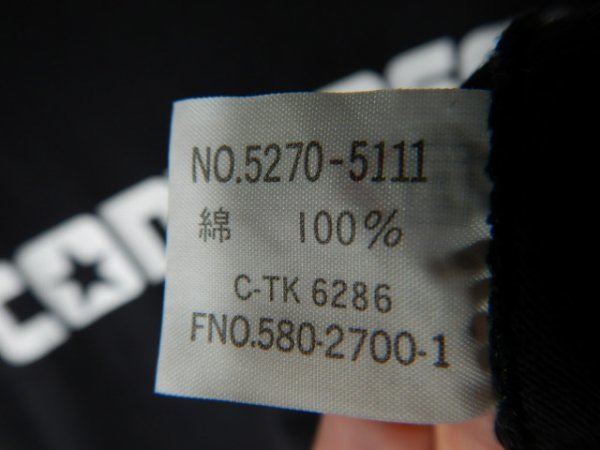 NO.5270-5111
綿 100%
C-TK 6286
FNO.580-2700-1